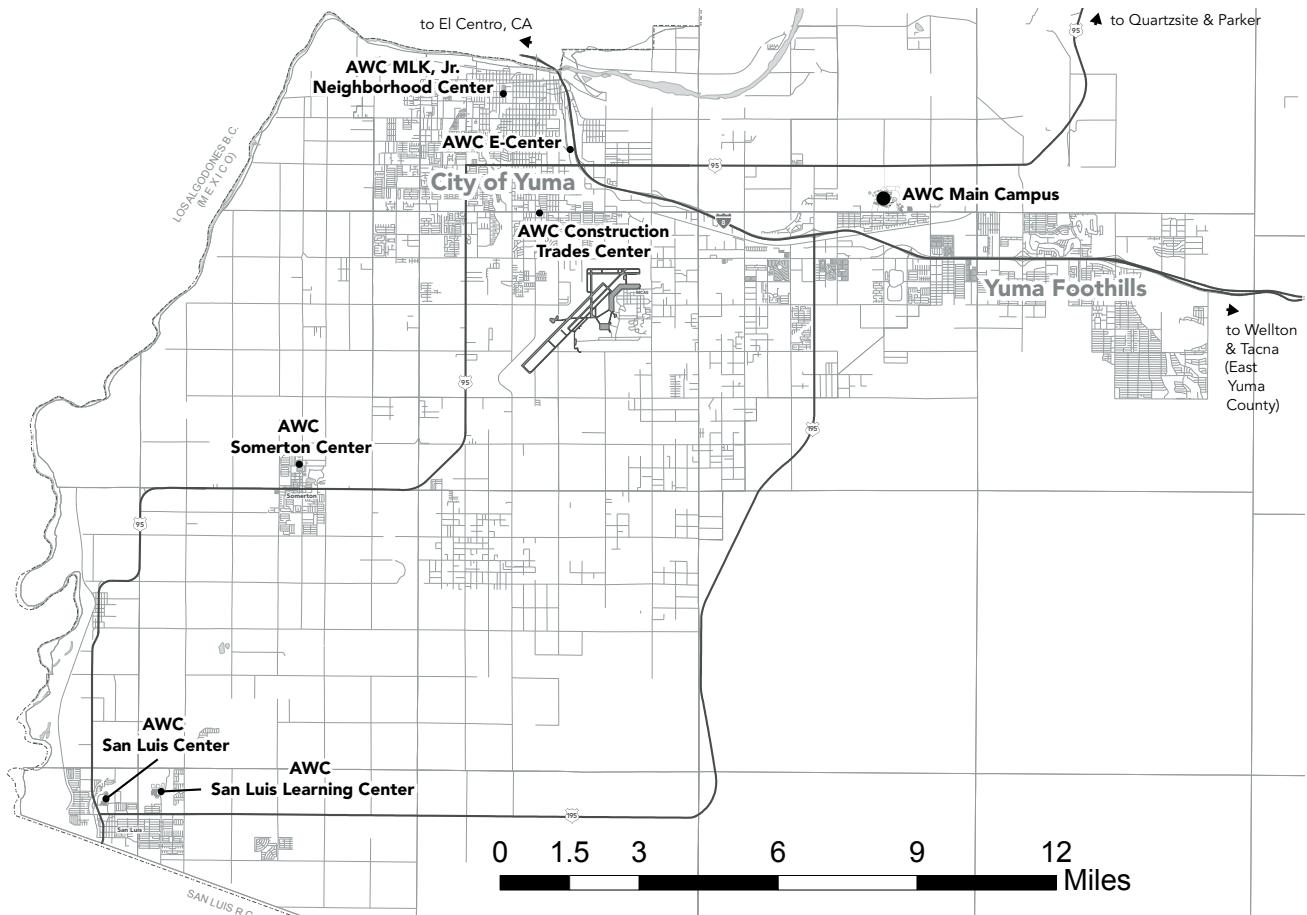 to El Centro, CA
95
to Quartzsite & Parker
AWC MLK, Jr.
Neighborhood Center
LOS ALGODONES B.C.
(MEXICO)
AWC E-Center
95
City of Yuma
AWC Main Campus
8
AWC Construction
Trades Center
Yuma Foothills
MCAS
to Wellton
& Tacna
(East
Yuma
County)
95
AWC
Somerton Center
195
Somerton
95
AWC
San Luis Center
AWC
San Luis Learning Center
195
San Luis
0 1.5 3 6 9 12
Miles
SAN LUIS R.C.